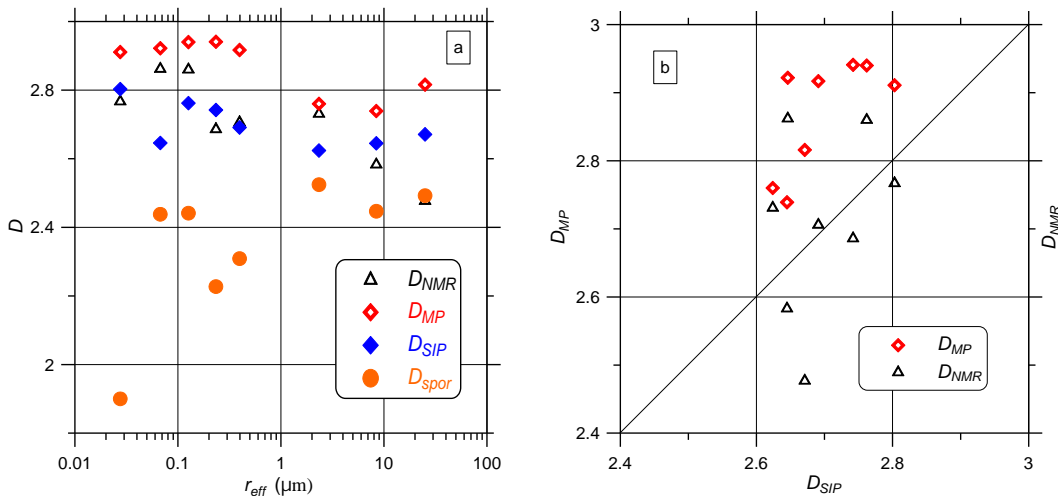 a
D
2.8
2.4
2
0.01
0.1
1
10
100
r_eff (μm)
D_NMR
D_MP
D_SIP
D_spor
b
D_MP
D_NMR
3
2.8
2.6
2.4
2.4
2.6
2.8
3
D_SIP
D_MP
D_NMR